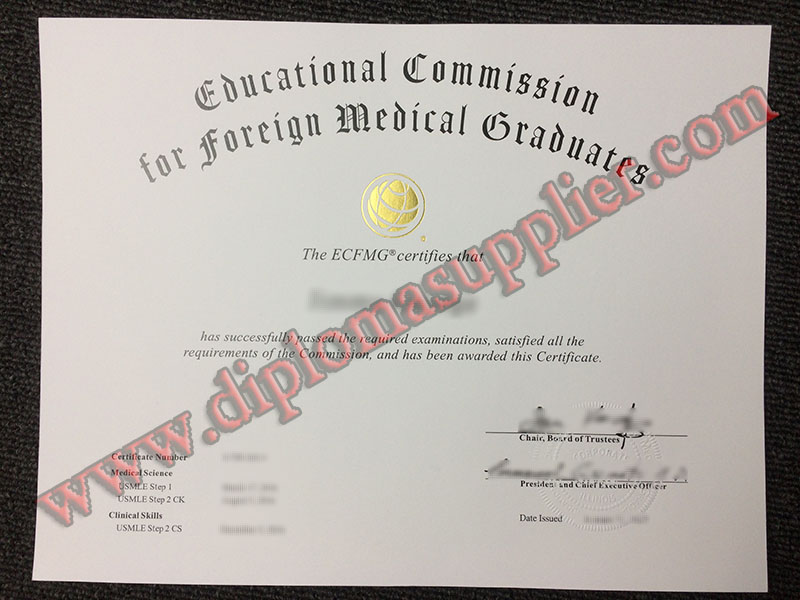 Educational Commission
for Foreign Medical Graduates
The ECFMG® certifies that
has successfully passed the required examinations, satisfied all the
requirements of the Commission, and has been awarded this Certificate.
www.diplomasupplier.com
Chair, Board of Trustees
CORPORATE
President and Chief Executive Officer
ILLINOIS
Certificate Number
Medical Science
USMLE Step 1
USMLE Step 2 CK
Clinical Skills
USMLE Step 2 CS
Date Issued